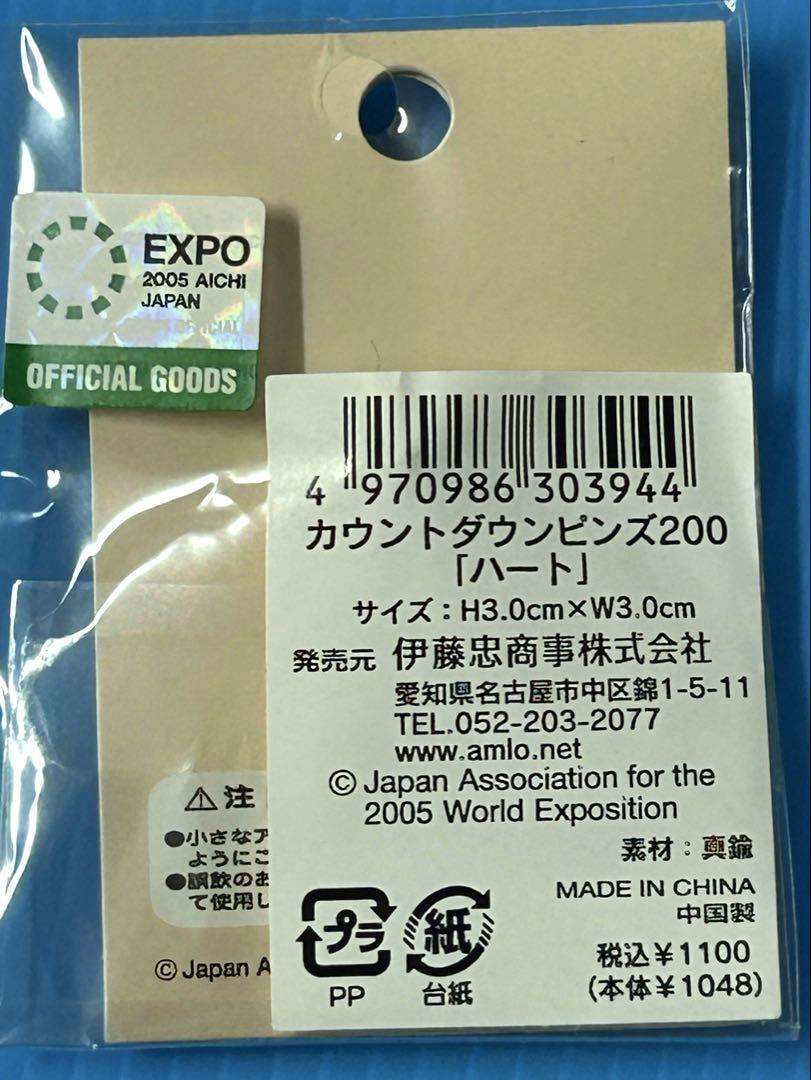 EXPO
2005 AICHI
JAPAN
OFFICIAL GOODS
4 970986 303944
カウントダウンピンズ200
「ハート」
サイズ：H3.0cm×W3.0cm
発売元 伊藤忠商事株式会社
愛知県名古屋市中区錦1-5-11
TEL.052-203-2077
www.amlo.net
© Japan Association for the
2005 World Exposition
素材：真鍮
MADE IN CHINA
中国製
税込¥1100
(本体¥1048)
プラ
PP
紙
台紙
⚠注
●小さなア
ようにご
●誤飲のお
て使用し
© Japan A